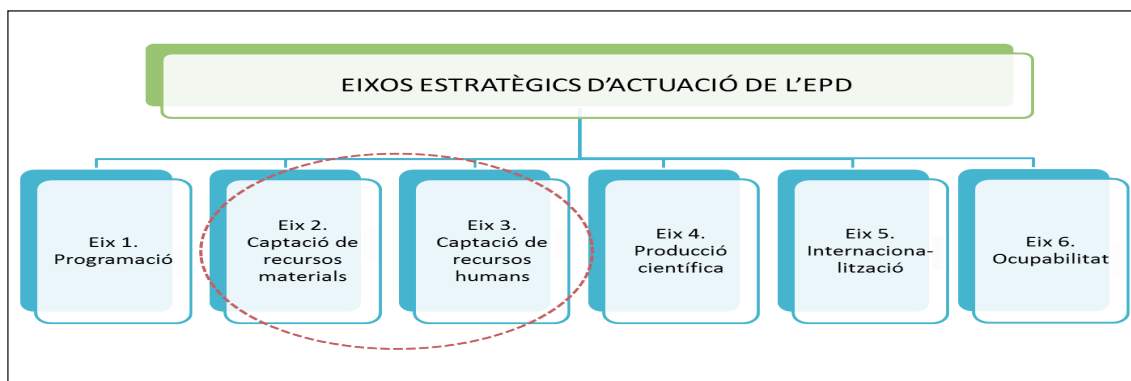 EIXOS ESTRATÈGICS D'ACTUACIÓ DE L'EPD
Eix 1.
Programació
Eix 2.
Captació de
recursos
materials
Eix 3.
Captació de
recursos
humans
Eix 4.
Producció
científica
Eix 5.
Internaciona-
lització
Eix 6.
Ocupabilitat